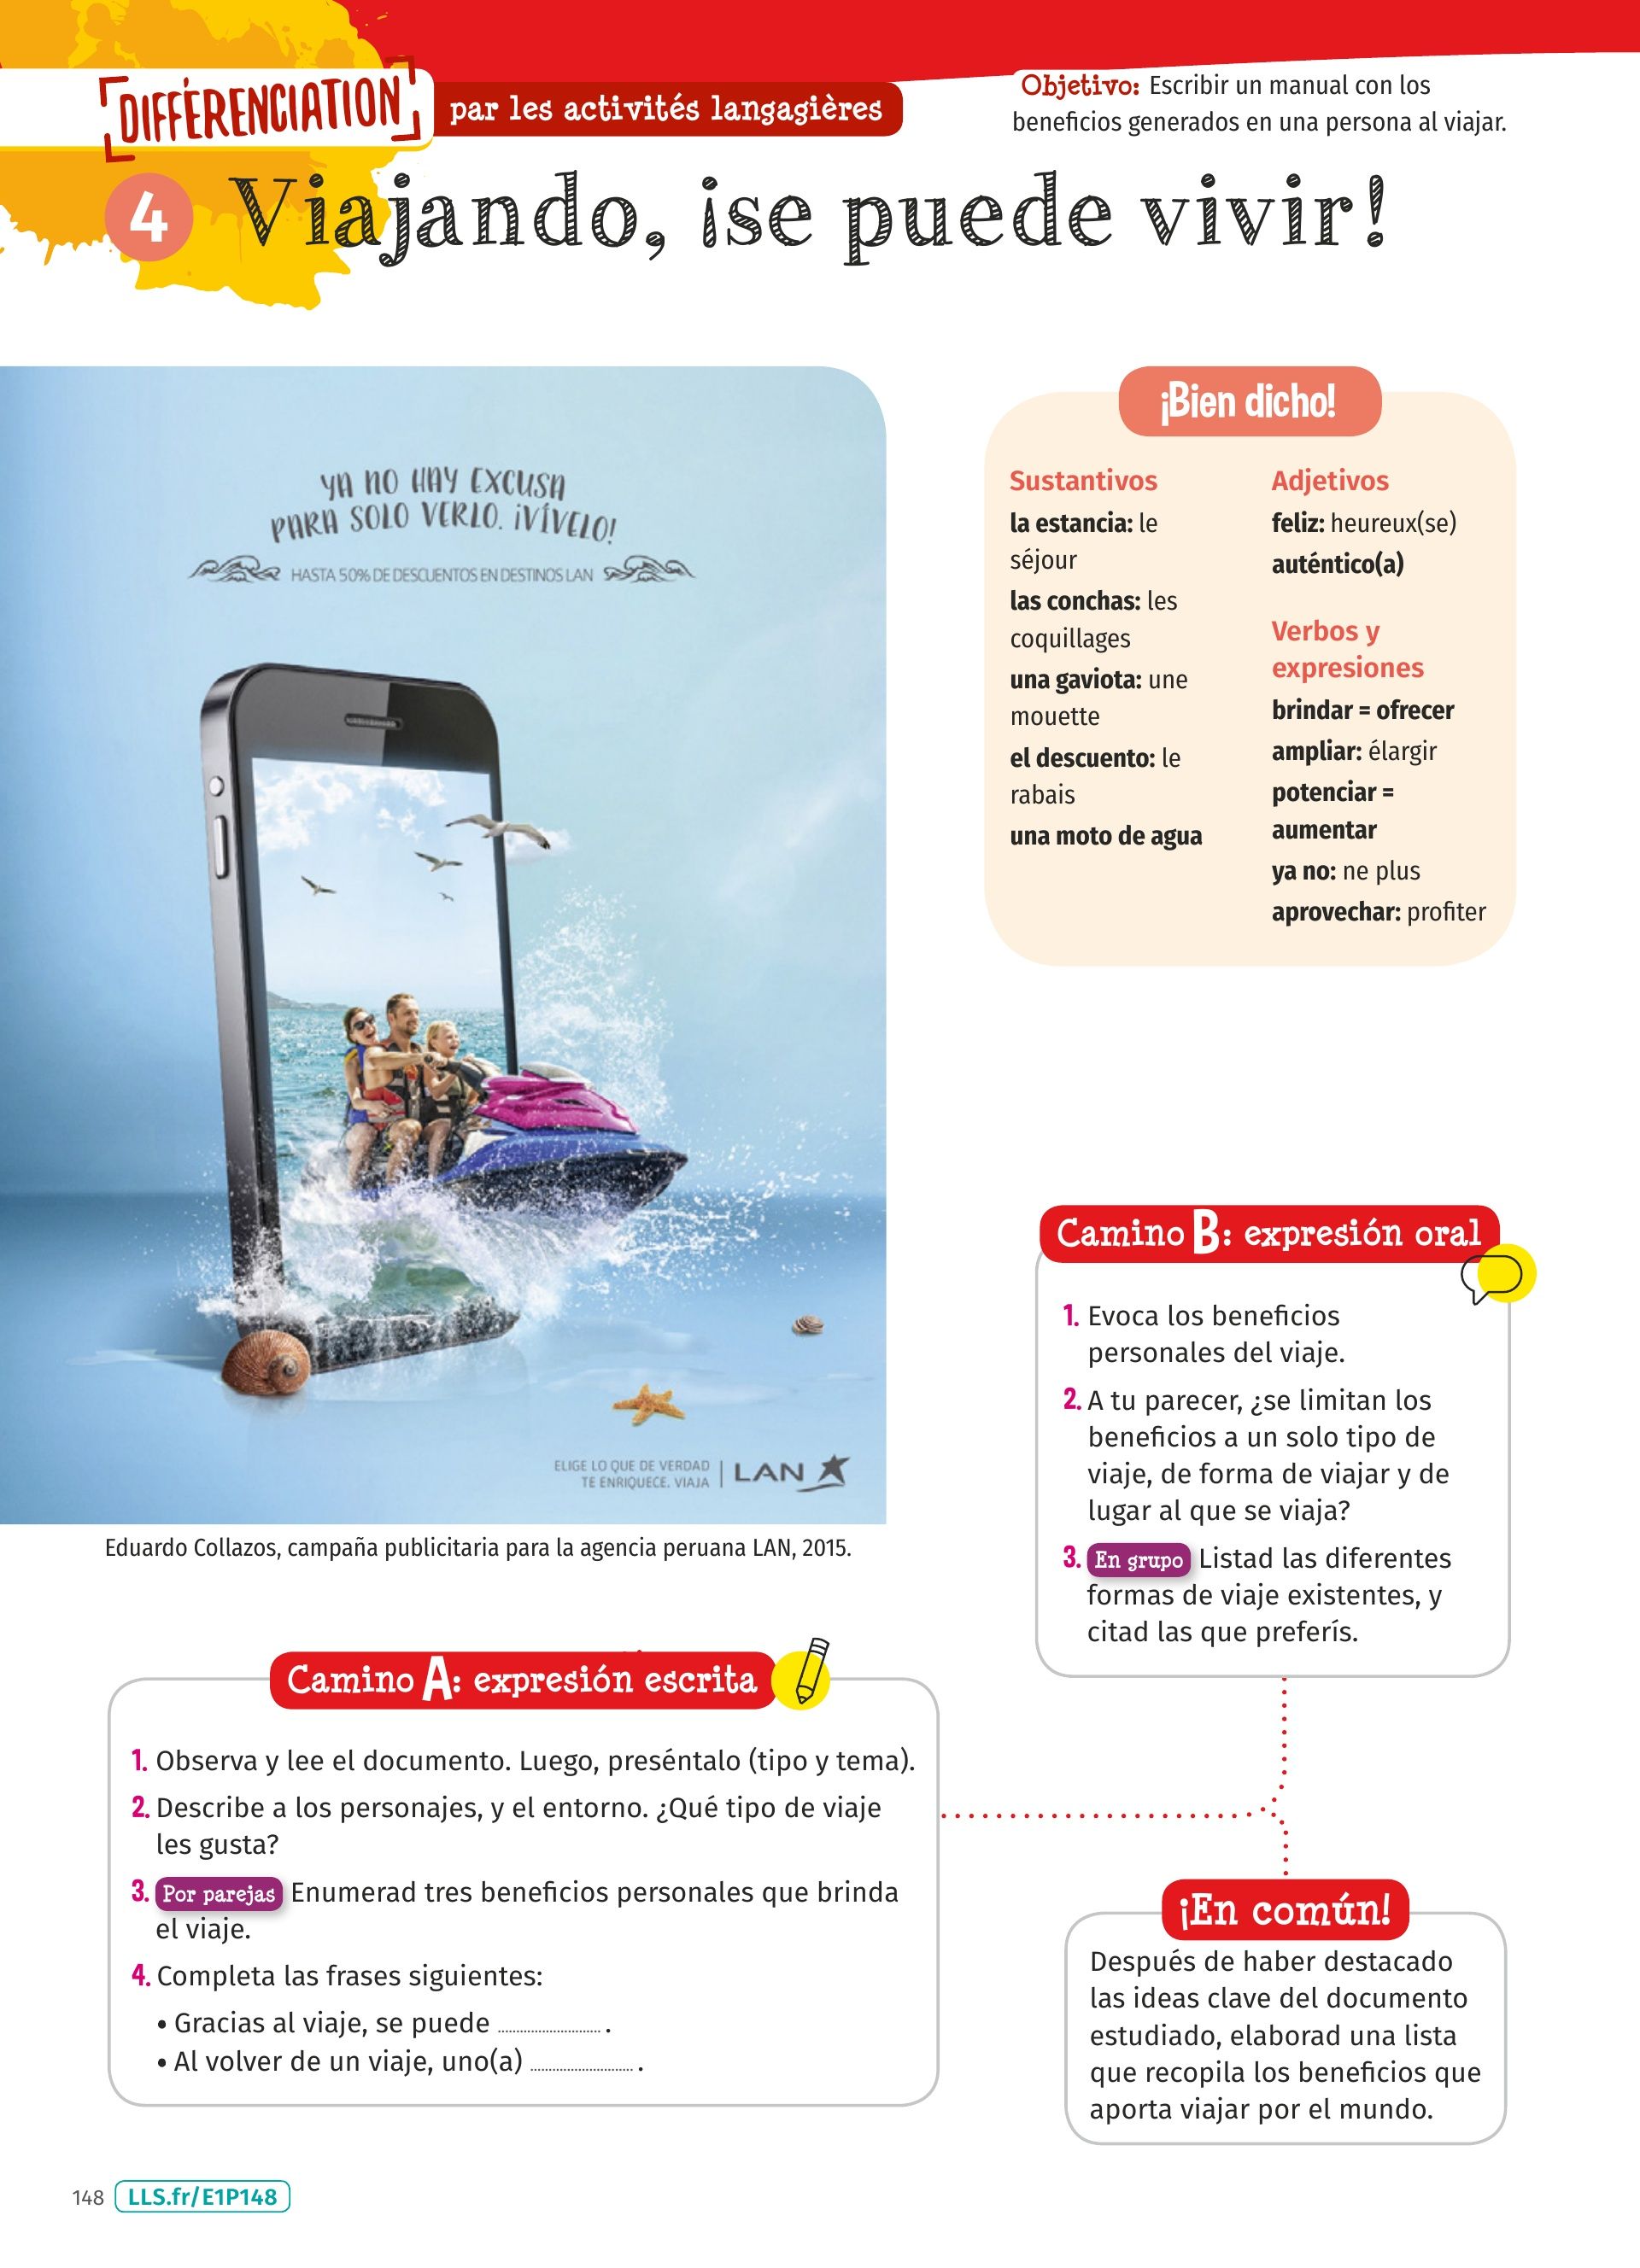 DIFFÉRENCIATION
par les activités langagières
Objetivo: Escribir un manual con los
beneficios generados en una persona al viajar.
4 Viajando, ¡se puede vivir!
YA NO HAY EXCUSA
PARA SOLO VERLO. ¡VÍVELO!
HASTA 50% DE DESCUENTOS EN DESTINOS LAN
ELIGE LO QUE DE VERDAD
TE ENRIQUECE. VIAJA
LAN
Eduardo Collazos, campaña publicitaria para la agencia peruana LAN, 2015.
¡Bien dicho!
Sustantivos
la estancia: le
séjour
las conchas: les
coquillages
una gaviota: une
mouette
el descuento: le
rabais
una moto de agua
Adjetivos
feliz: heureux(se)
auténtico(a)
Verbos y
expresiones
brindar = ofrecer
ampliar: élargir
potenciar =
aumentar
ya no: ne plus
aprovechar: profiter
Camino A: expresión escrita
1. Observa y lee el documento. Luego, preséntalo (tipo y tema).
2. Describe a los personajes, y el entorno. ¿Qué tipo de viaje
les gusta?
3. Por parejas Enumerad tres beneficios personales que brinda
el viaje.
4. Completa las frases siguientes:
• Gracias al viaje, se puede .......................... .
• Al volver de un viaje, uno(a) .......................... .
Camino B: expresión oral
1. Evoca los beneficios
personales del viaje.
2. A tu parecer, ¿se limitan los
beneficios a un solo tipo de
viaje, de forma de viajar y de
lugar al que se viaja?
3. En grupo Listad las diferentes
formas de viaje existentes, y
citad las que preferís.
¡En común!
Después de haber destacado
las ideas clave del documento
estudiado, elaborad una lista
que recopila los beneficios que
aporta viajar por el mundo.
148 LLS.fr/E1P148